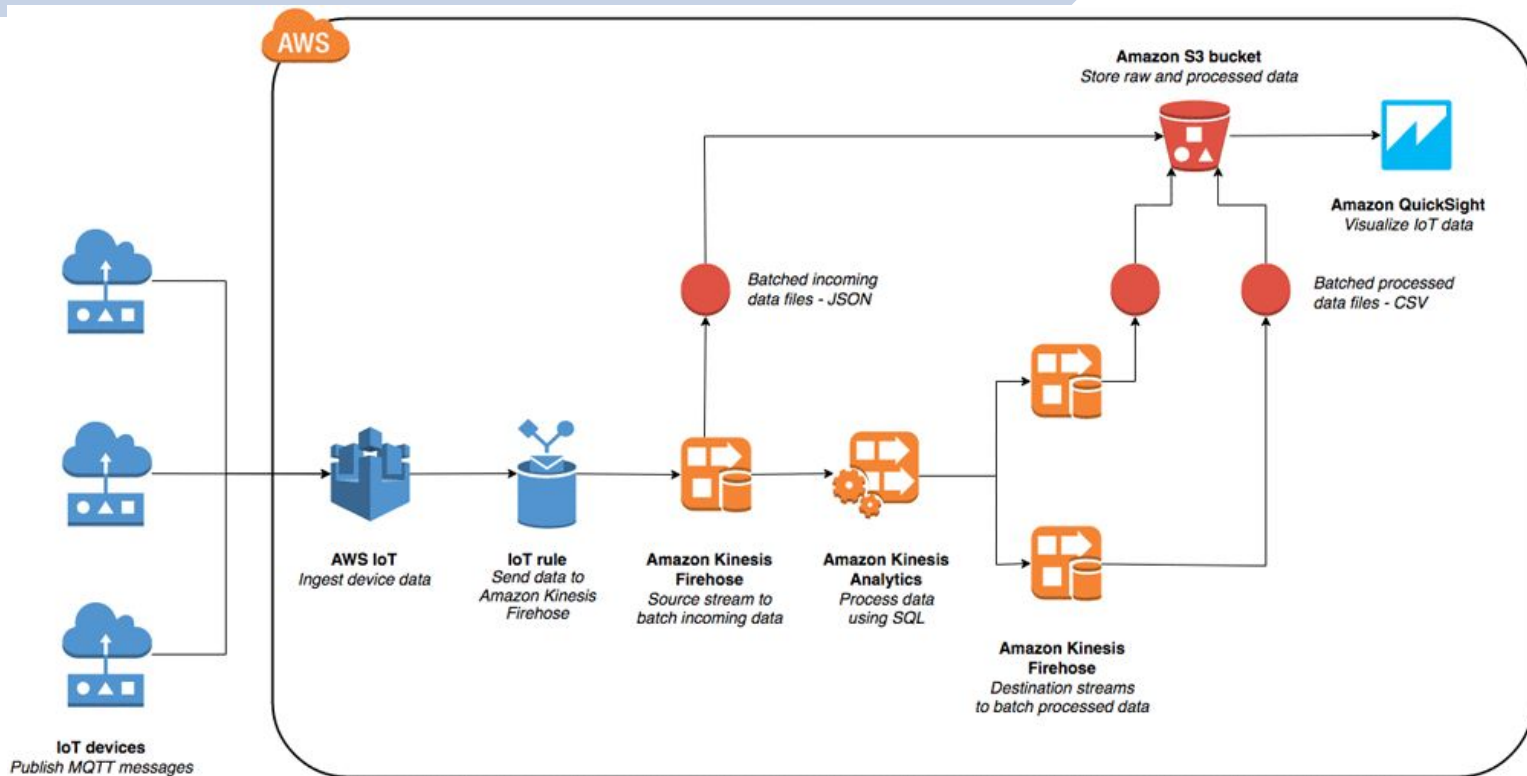 AWS
Amazon S3 bucket
Store raw and processed data
Amazon QuickSight
Visualize IoT data
Batched incoming
data files - JSON
Batched processed
data files - CSV
AWS IoT
Ingest device data
IoT rule
Send data to
Amazon Kinesis
Firehose
Amazon Kinesis
Firehose
Source stream to
batch incoming data
Amazon Kinesis
Analytics
Process data
using SQL
Amazon Kinesis
Firehose
Destination streams
to batch processed data
IoT devices
Publish MQTT messages